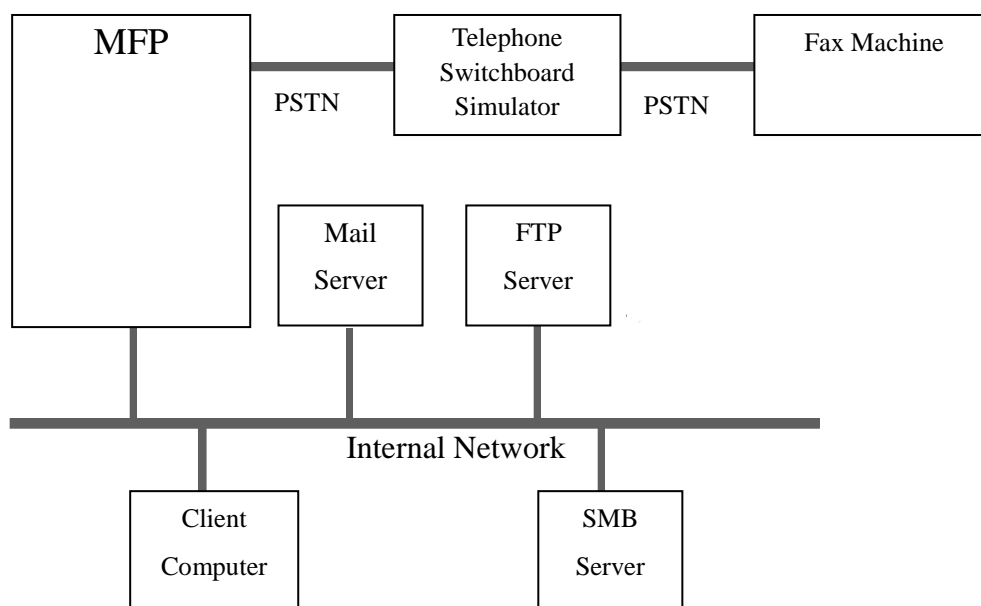 MFP
Telephone
Switchboard
Simulator
Fax Machine
PSTN
PSTN
Mail
Server
FTP
Server
Internal Network
Client
Computer
SMB
Server